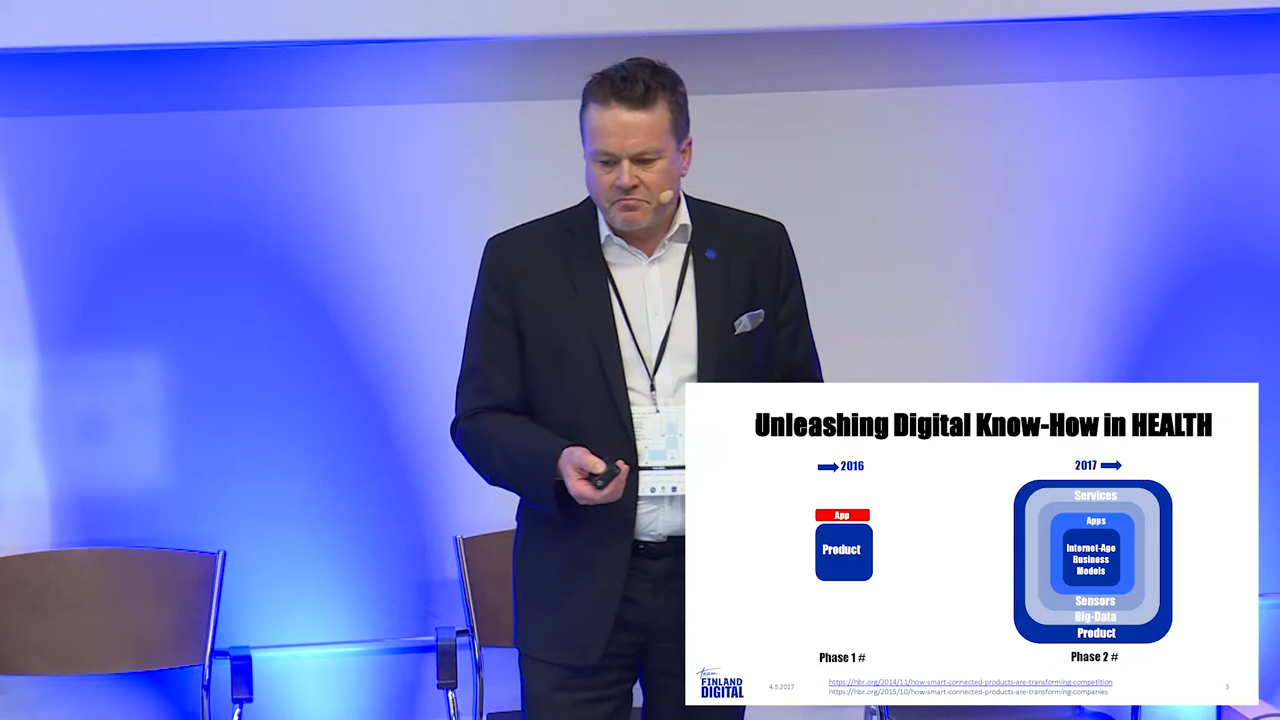 Unleashing Digital Know-How in HEALTH
2016
2017
App
Product
Services
Apps
Internet-Age
Business
Models
Sensors
Big-Data
Product
Phase 1 #
Phase 2 #
team
FINLAND
DIGITAL
4.5.2017
https://hbr.org/2014/11/how-smart-connected-products-are-transforming-competition
https://hbr.org/2015/10/how-smart-connected-products-are-transforming-companies
3